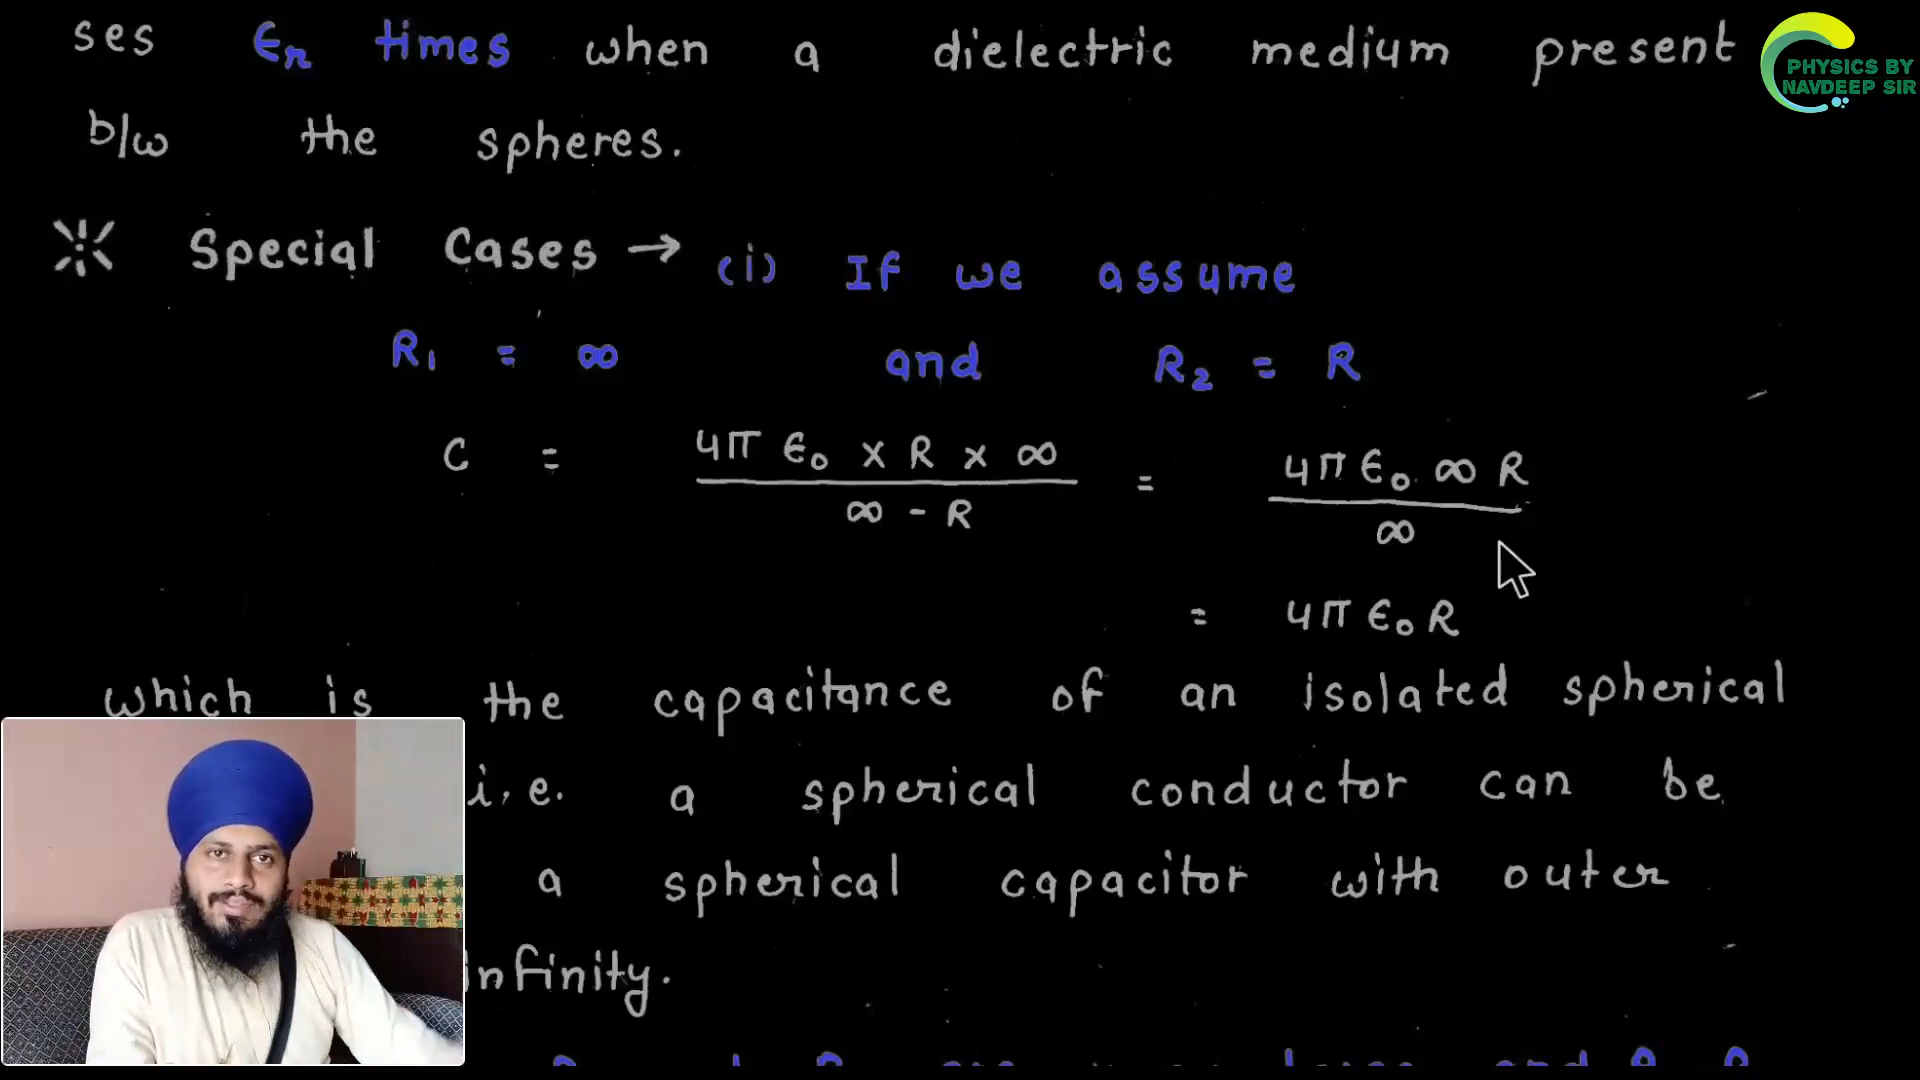 ses ϵr times when a dielectric medium present
PHYSICS BY
NAVDEEP SIR
b/w the spheres.
Special Cases → (i) If we assume
R₁ = ∞ and R₂ = R
C = 4π ϵ₀ × R × ∞ / ∞ - R = 4π ϵ₀ ∞ R / ∞
= 4π ϵ₀ R
which is the capacitance of an isolated spherical
i.e. a spherical conductor can be
a spherical capacitor with outer
infinity.